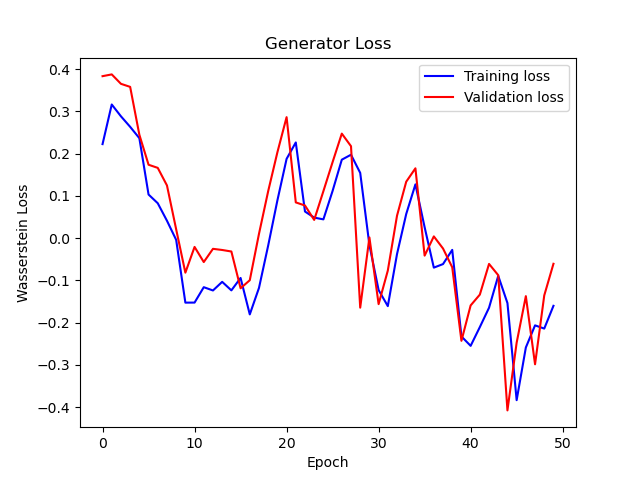 Generator Loss
Training loss
Validation loss
Wasserstein Loss
0.4
0.3
0.2
0.1
0.0
−0.1
−0.2
−0.3
−0.4
0 10 20 30 40 50
Epoch